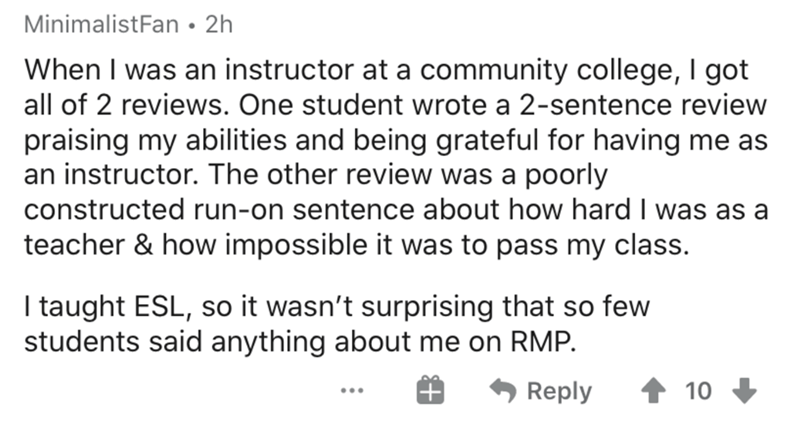 MinimalistFan • 2h
When I was an instructor at a community college, I got
all of 2 reviews. One student wrote a 2-sentence review
praising my abilities and being grateful for having me as
an instructor. The other review was a poorly
constructed run-on sentence about how hard I was as a
teacher & how impossible it was to pass my class.
I taught ESL, so it wasn't surprising that so few
students said anything about me on RMP.
... Reply 10